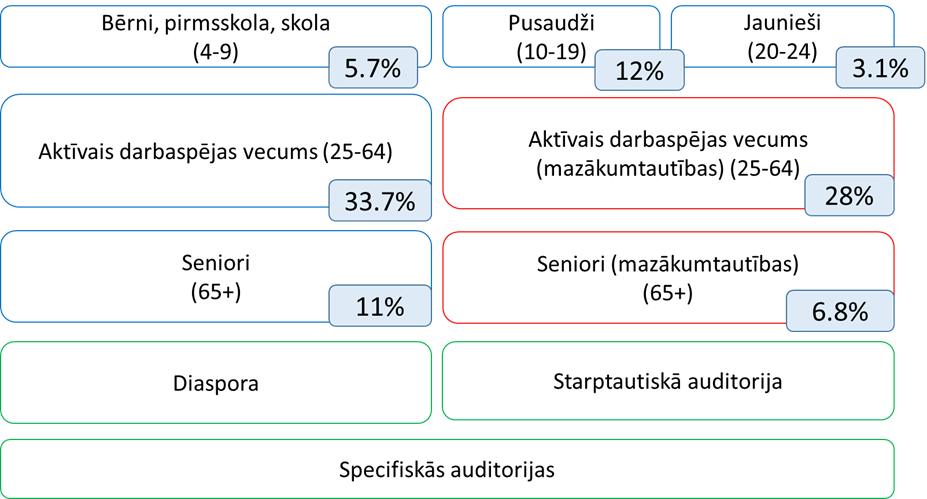 Bērni, pirmsskola, skola
(4-9)
5.7%
Pusaudži
(10-19)
12%
Jaunieši
(20-24)
3.1%
Aktīvais darbaspējas vecums (25-64)
33.7%
Aktīvais darbaspējas vecums
(mazākumtautības) (25-64)
28%
Seniori
(65+)
11%
Seniori (mazākumtautības)
(65+)
6.8%
Diaspora
Starptautiskā auditorija
Specifiskās auditorijas